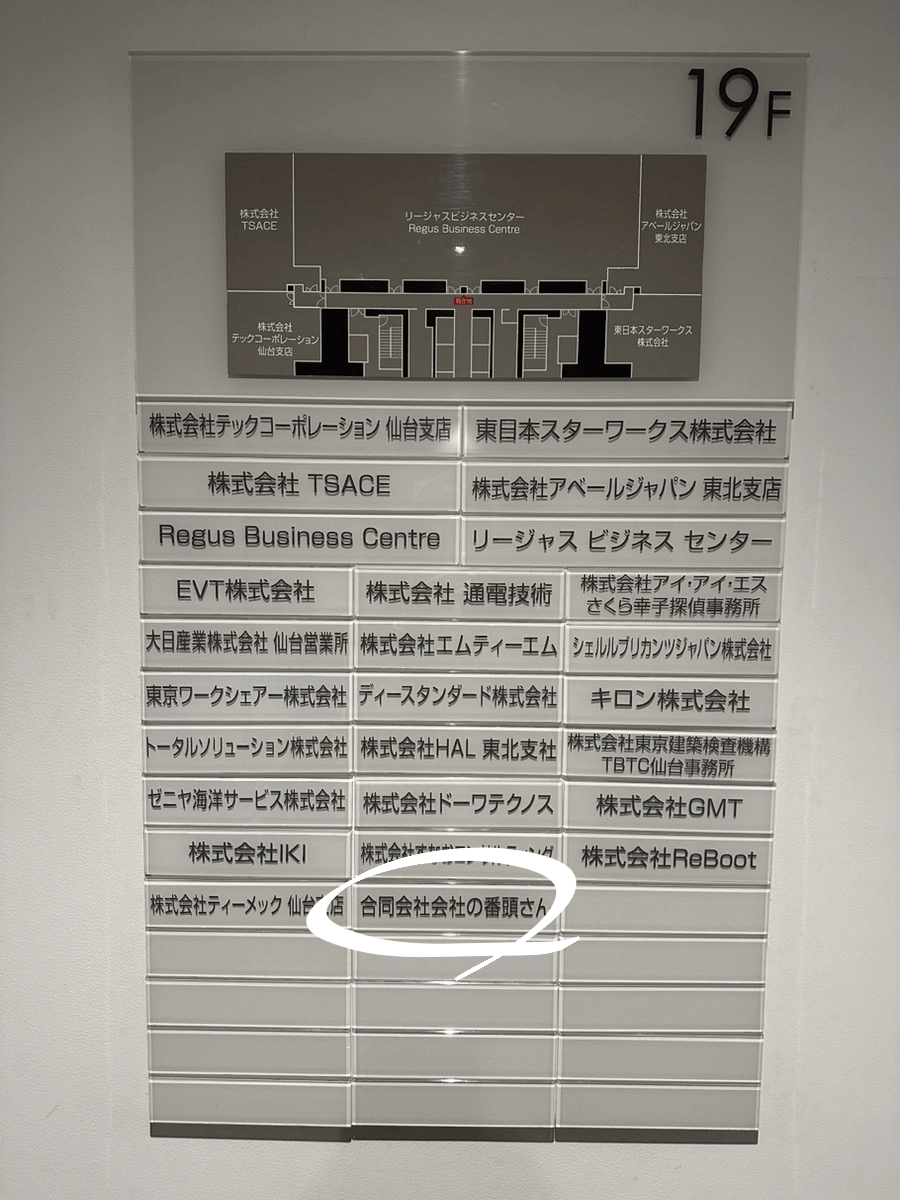 19F
株式会社
TSACE
リージャスビジネスセンター
Regus Business Centre
株式会社
アベールジャパン
東北支店
現在地
株式会社
テックコーポレーション
仙台支店
東日本スターワークス
株式会社
株式会社テックコーポレーション 仙台支店
東日本スターワークス株式会社
株式会社 TSACE
株式会社アベールジャパン 東北支店
Regus Business Centre
リージャス ビジネス センター
EVT株式会社
株式会社 通電技術
株式会社アイ・アイ・エス
さくら幸子探偵事務所
大日産業株式会社 仙台営業所
株式会社エムティーエム
シェルルブリカンツジャパン株式会社
東京ワークシェアー株式会社
ディースタンダード株式会社
キロン株式会社
トータルソリューション株式会社
株式会社HAL 東北支社
株式会社東京建築検査機構
TBTC仙台事務所
ゼニヤ海洋サービス株式会社
株式会社ドーワテクノス
株式会社GMT
株式会社IKI
株式会社
株式会社ReBoot
株式会社ティーメック 仙台支店
合同会社会社の番頭さん